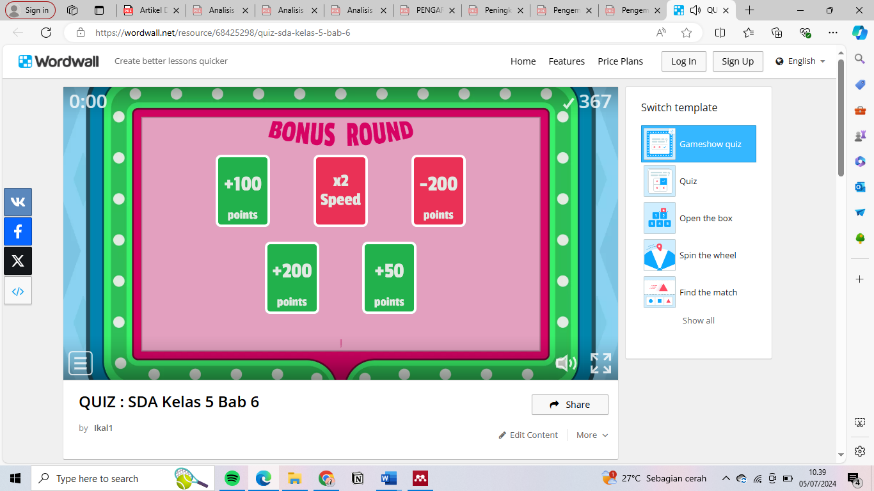 Sign in
Artikel D
Analisis
Analisis
Analisis
PENGAF
Peningk
Pengem
Pengem
QU
https://wordwall.net/resource/68425298/quiz-sda-kelas-5-bab-6
Wordwall
Create better lessons quicker
Home Features Price Plans Log In Sign Up English
0:00
367
BONUS ROUND
+100 points
x2 Speed
-200 points
+200 points
+50 points
Switch template
Gameshow quiz
Quiz
Open the box
Spin the wheel
Find the match
Show all
QUIZ : SDA Kelas 5 Bab 6
Share
by Ikal1
Edit Content More
Type here to search
27°C Sebagian cerah
10.39
05/07/2024